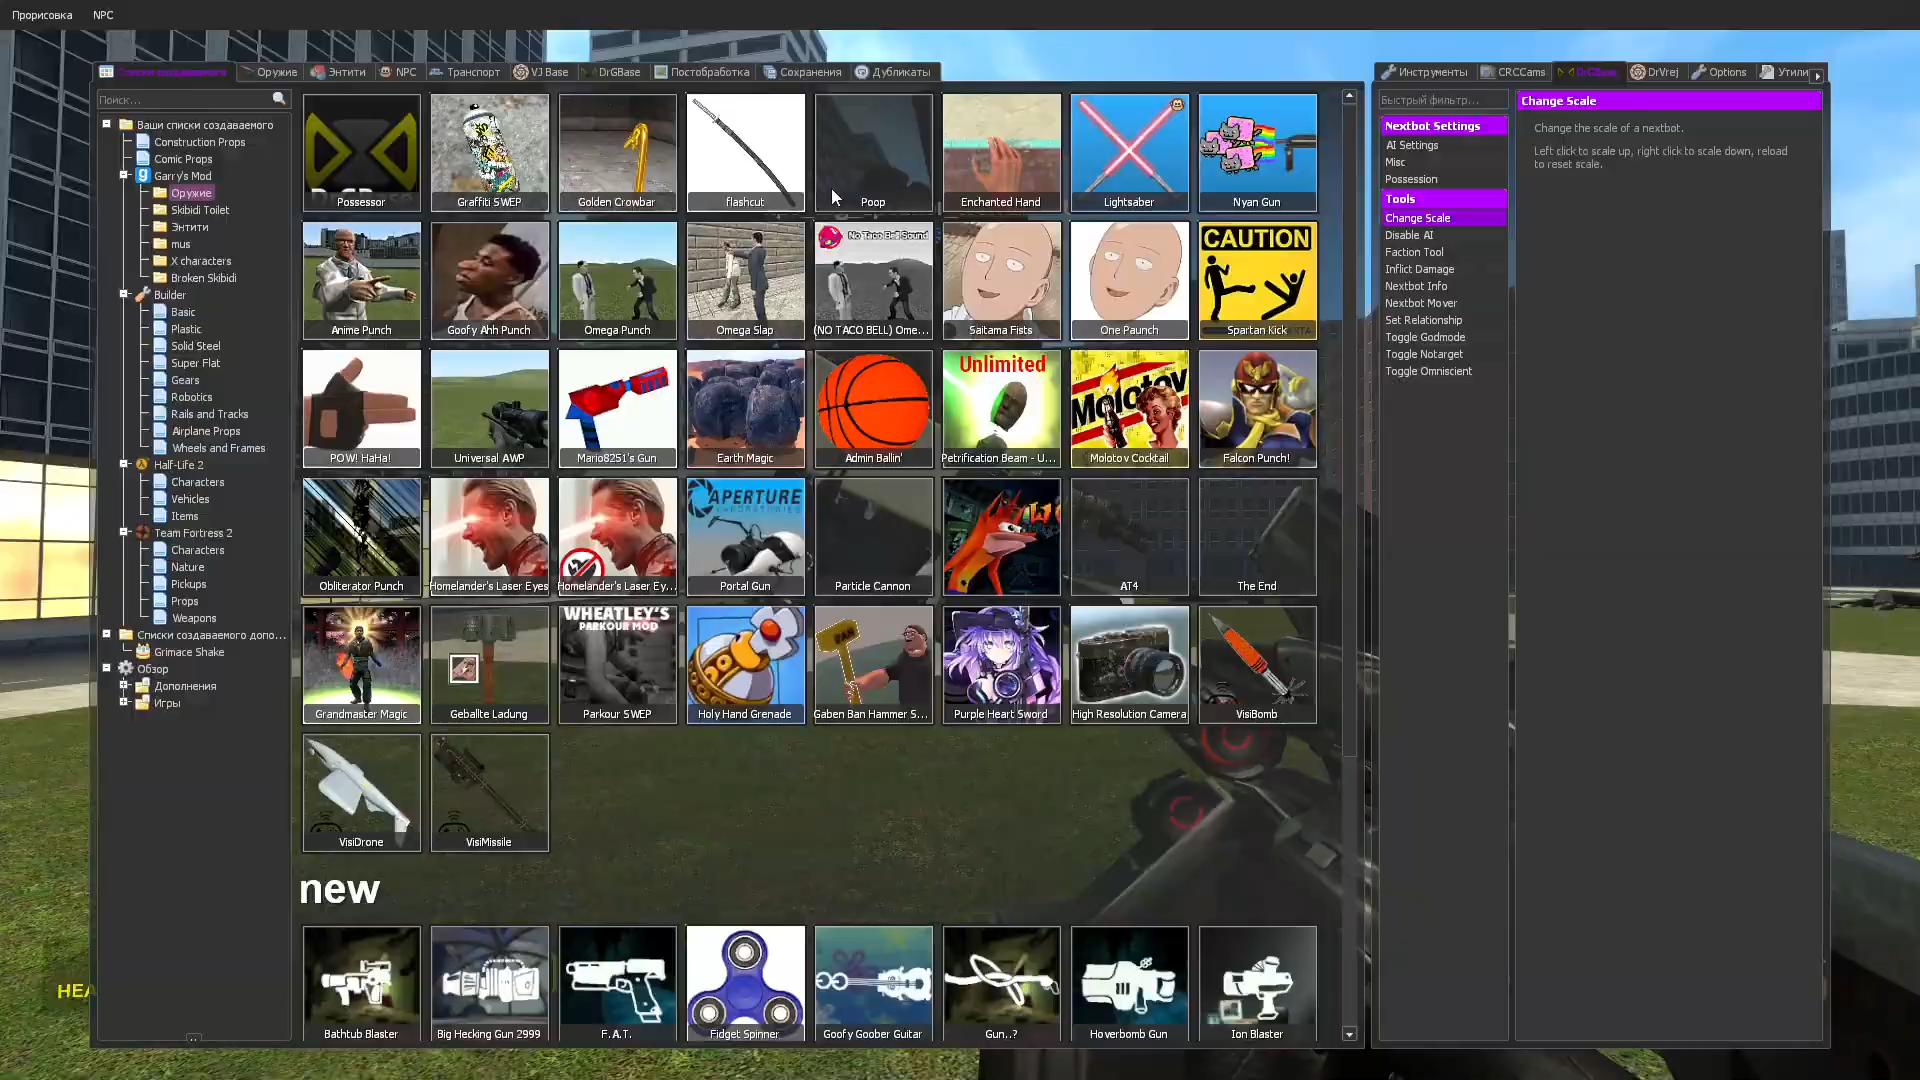 Прорисовка
NPC
Списки создаваемого
Оружие
Энтити
NPC
Транспорт
VJ Base
DrGBase
Постобработка
Сохранения
Дубликаты
Поиск...
Ваши списки создаваемого
Construction Props
Comic Props
Garry's Mod
Оружие
Skibidi Toilet
Энтити
mus
X characters
Broken Skibidi
Builder
Basic
Plastic
Solid Steel
Super Flat
Gears
Robotics
Rails and Tracks
Airplane Props
Wheels and Frames
Half-Life 2
Characters
Vehicles
Items
Team Fortress 2
Characters
Nature
Pickups
Props
Weapons
Списки создаваемого допо...
Grimace Shake
Обзор
Дополнения
Игры
Possessor
Graffiti SWEP
Golden Crowbar
flashcut
Poop
Enchanted Hand
Lightsaber
Nyan Gun
No Taco Bell Sound
CAUTION
Anime Punch
Goofy Ahh Punch
Omega Punch
Omega Slap
(NO TACO BELL) Ome...
Saitama Fists
One Paunch
Spartan Kick
Unlimited
Molotov
POW! HaHa!
Universal AWP
Mario8251's Gun
Earth Magic
Admin Ballin'
Petrification Beam - U...
Molotov Cocktail
Falcon Punch!
APERTURE
LABORATORIES
Obliterator Punch
Homelander's Laser Eyes
Homelander's Laser Ey...
Portal Gun
Particle Cannon
AT4
The End
WHEATLEY'S
PARKOUR MOD
BAN
Grandmaster Magic
Geballte Ladung
Parkour SWEP
Holy Hand Grenade
Gaben Ban Hammer S...
Purple Heart Sword
High Resolution Camera
VisiBomb
VisiDrone
VisiMissile
new
Bathtub Blaster
Big Hecking Gun 2999
F.A.T.
Fidget Spinner
Goofy Goober Guitar
Gun..?
Hoverbomb Gun
Ion Blaster
HEA
Инструменты
CRCCams
DrGBase
DrVrej
Options
Утили
Быстрый фильтр...
Nextbot Settings
AI Settings
Misc
Possession
Tools
Change Scale
Disable AI
Faction Tool
Inflict Damage
Nextbot Info
Nextbot Mover
Set Relationship
Toggle Godmode
Toggle Notarget
Toggle Omniscient
Change Scale
Change the scale of a nextbot.
Left click to scale up, right click to scale down, reload
to reset scale.